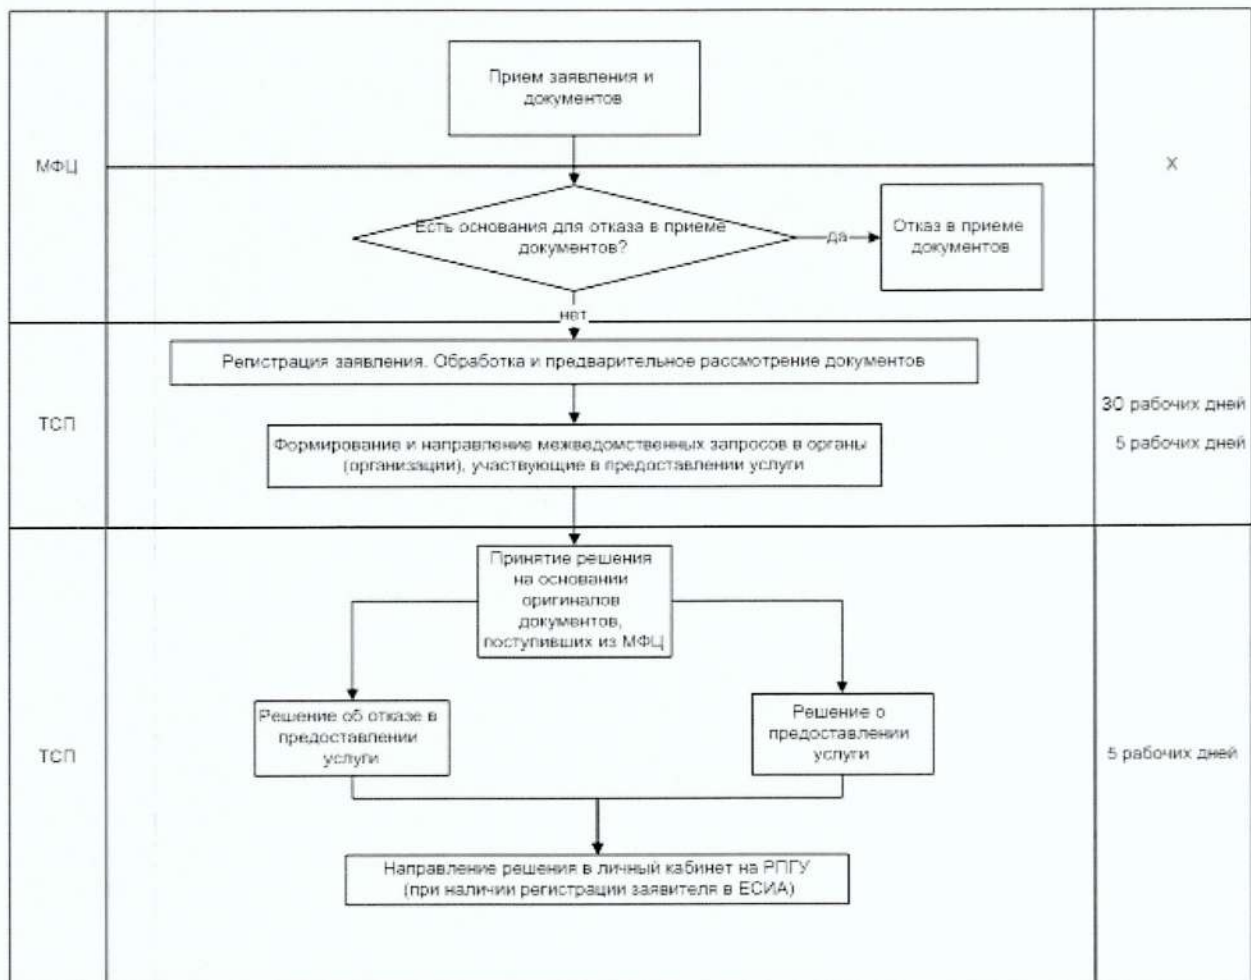 Прием заявления и
документов
МФЦ
X
Есть основания для отказа в приеме
документов?
да
Отказ в приеме
документов
нет
Регистрация заявления. Обработка и предварительное рассмотрение документов
ТСП
30 рабочих дней
5 рабочих дней
Формирование и направление межведомственных запросов в органы
(организации), участвующие в предоставлении услуги
Принятие решения
на основании
оригиналов
документов,
поступивших из МФЦ
Решение об отказе в
предоставлении
услуги
Решение о
предоставлении
услуги
ТСП
5 рабочих дней
Направление решения в личный кабинет на РПГУ
(при наличии регистрации заявителя в ЕСИА)